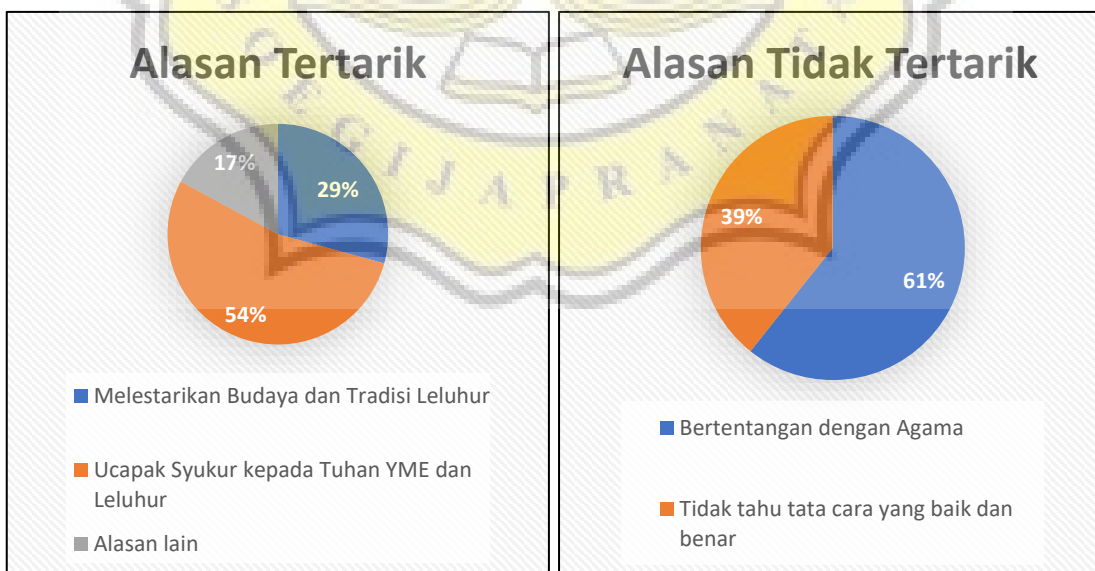 Alasan Tertarik
17%
29%
54%
Melestarikan Budaya dan Tradisi Leluhur
Ucapak Syukur kepada Tuhan YME dan
Leluhur
Alasan lain
Alasan Tidak Tertarik
39%
61%
Bertentangan dengan Agama
Tidak tahu tata cara yang baik dan
benar
EGIJAPRANA